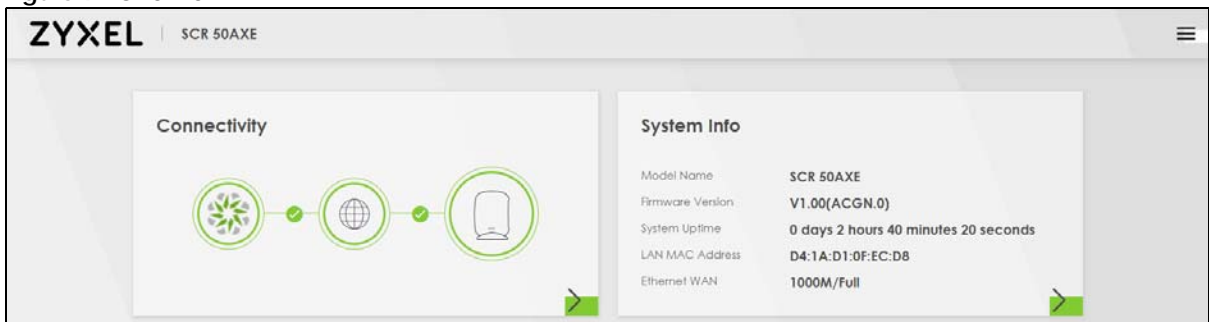 ZYXEL SCR 50AXE
Connectivity
System Info
Model Name SCR 50AXE
Firmware Version V1.00(ACGN.0)
System Uptime 0 days 2 hours 40 minutes 20 seconds
LAN MAC Address D4:1A:D1:0F:EC:D8
Ethernet WAN 1000M/Full